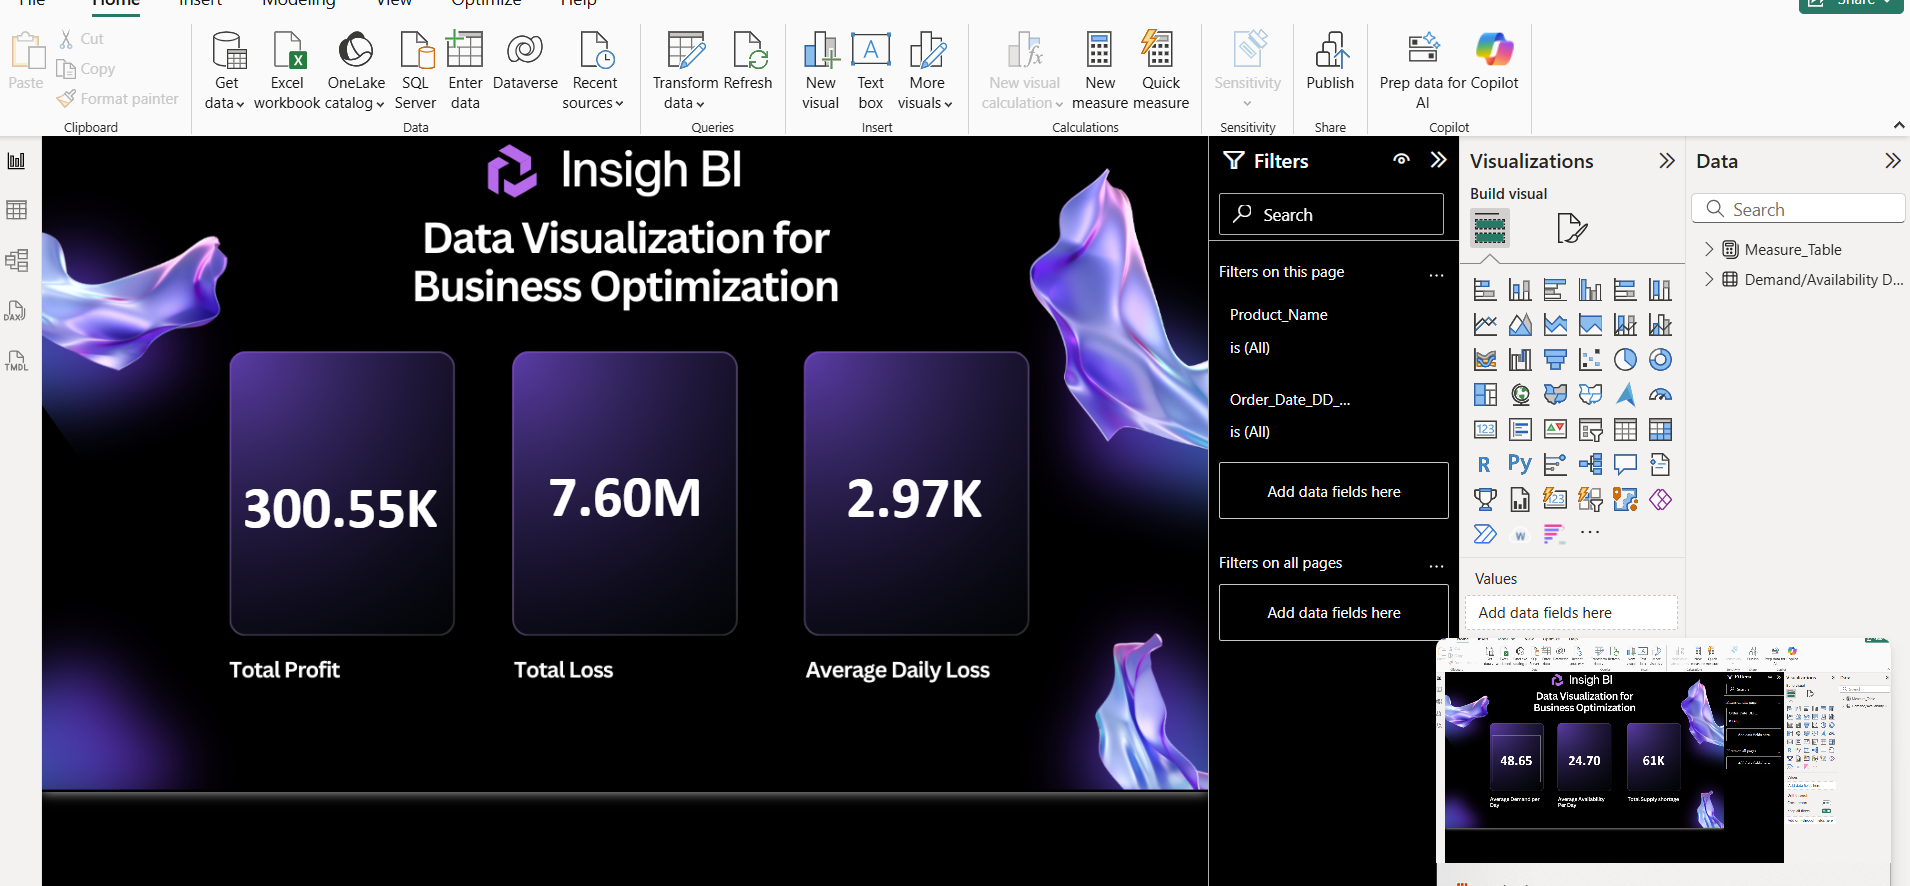 File Home Insert Modeling View Optimize Help Share
Paste
Cut
Copy
Format painter
Clipboard
Get data
Excel workbook
OneLake catalog
SQL Server
Enter data
Dataverse
Recent sources
Data
Transform data
Refresh
Queries
New visual
Text box
More visuals
Insert
New visual calculation
New measure
Quick measure
Calculations
Sensitivity
Sensitivity
Publish
Share
Prep data for AI
Copilot
Copilot
DAX
TMDL
Insigh BI
Data Visualization for
Business Optimization
300.55K
7.60M
2.97K
Total Profit
Total Loss
Average Daily Loss
Filters
Search
Filters on this page ...
Product_Name
is (All)
Order_Date_DD_...
is (All)
Add data fields here
Filters on all pages ...
Add data fields here
Visualizations
Build visual
123
R
Py
123
W
...
Values
Add data fields here
Data
Search
Measure_Table
Demand/Availability D...
Insigh BI
Data Visualization for
Business Optimization
48.65
24.70
61K
Average Demand per
Day
Average Availability
Per Day
Total Supply shortage